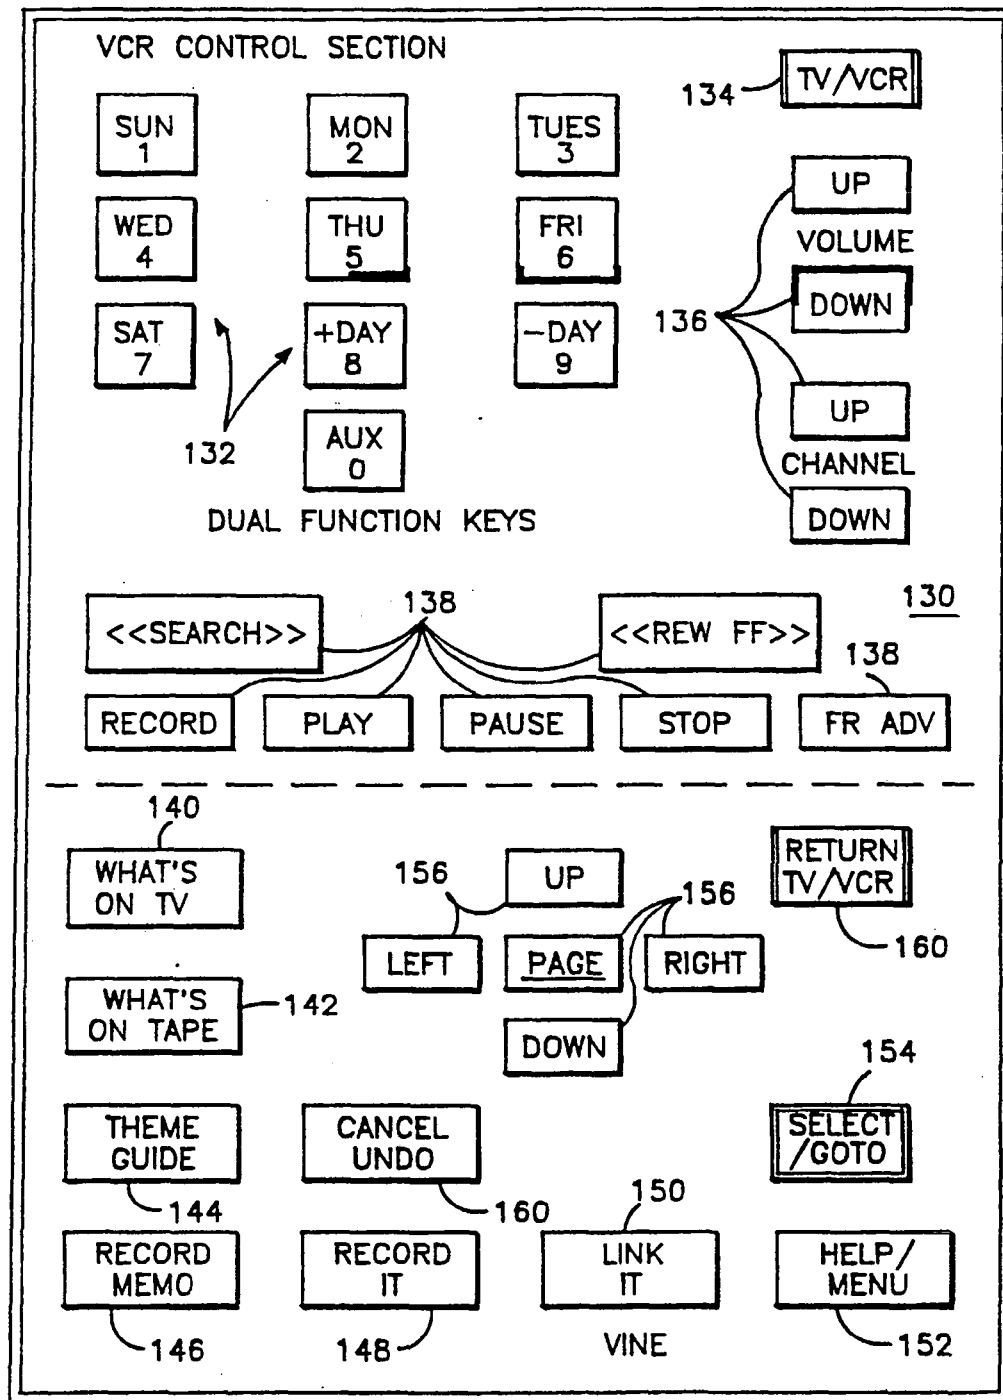 VCR CONTROL SECTION
134 TV/VCR
SUN MON TUES
1 2 3
UP
WED THU FRI
4 5 6
VOLUME
DOWN
136
SAT +DAY -DAY
7 8 9
UP
132
AUX
0
CHANNEL
DOWN
DUAL FUNCTION KEYS
130
138
<<SEARCH>> <<REW FF>>
138
RECORD PLAY PAUSE STOP FR ADV
140
WHAT'S
ON TV
156 UP 156
RETURN
TV/VCR
160
LEFT PAGE RIGHT
WHAT'S
ON TAPE
142
DOWN
154
SELECT
/GOTO
THEME
GUIDE
144
CANCEL
UNDO
160
150
RECORD
MEMO
146
RECORD
IT
148
LINK
IT
VINE
HELP/
MENU
152